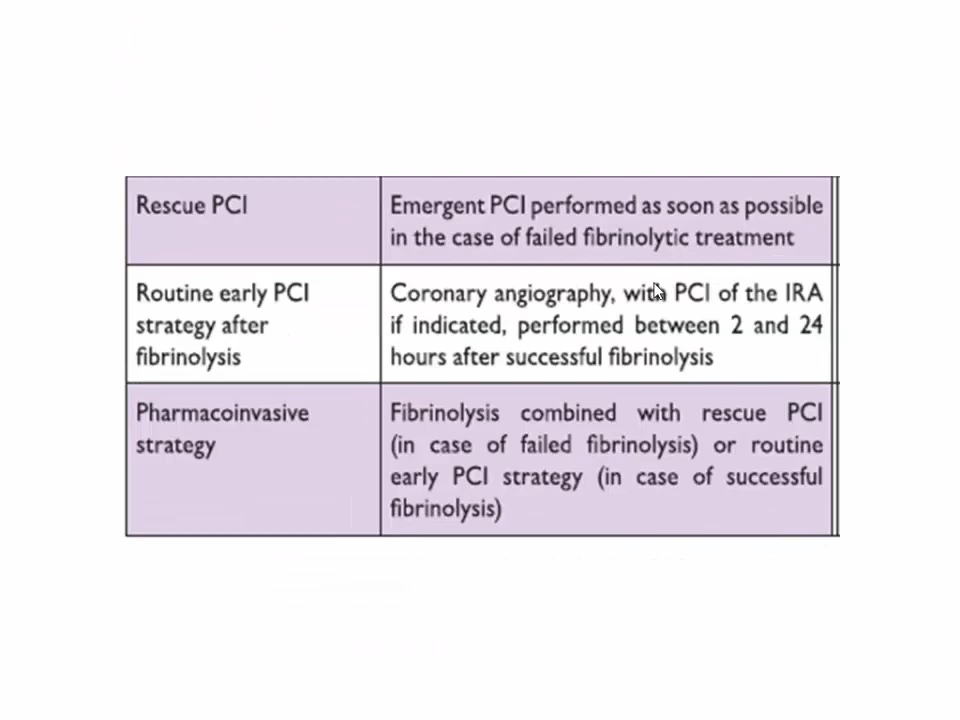 Rescue PCI
Emergent PCI performed as soon as possible
in the case of failed fibrinolytic treatment
Routine early PCI
strategy after
fibrinolysis
Coronary angiography, with PCI of the IRA
if indicated, performed between 2 and 24
hours after successful fibrinolysis
Pharmacoinvasive
strategy
Fibrinolysis combined with rescue PCI
(in case of failed fibrinolysis) or routine
early PCI strategy (in case of successful
fibrinolysis)